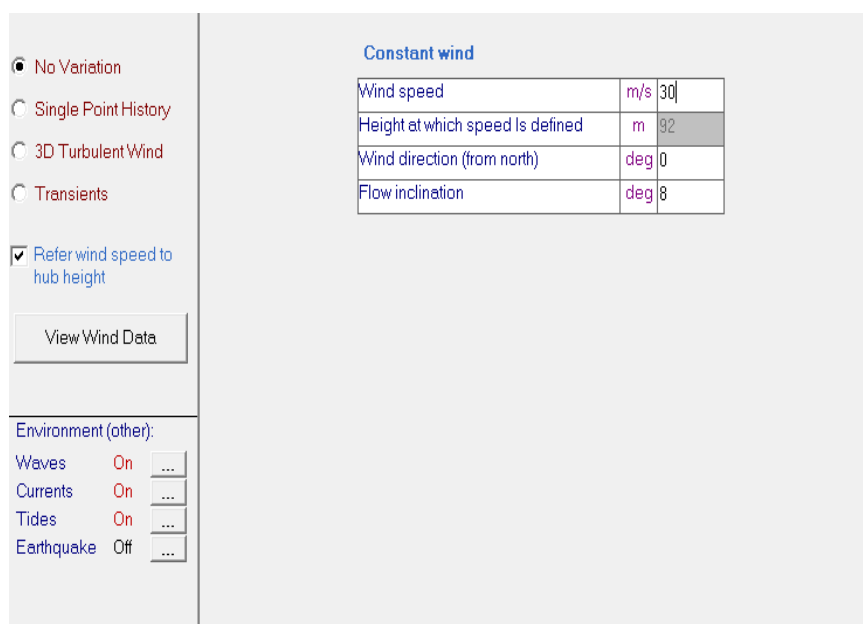 No Variation
Single Point History
3D Turbulent Wind
Transients
Refer wind speed to
hub height
View Wind Data
Environment (other):
Waves On ...
Currents On ...
Tides On ...
Earthquake Off ...
Constant wind
Wind speed m/s 30
Height at which speed Is defined m 92
Wind direction (from north) deg 0
Flow inclination deg 8